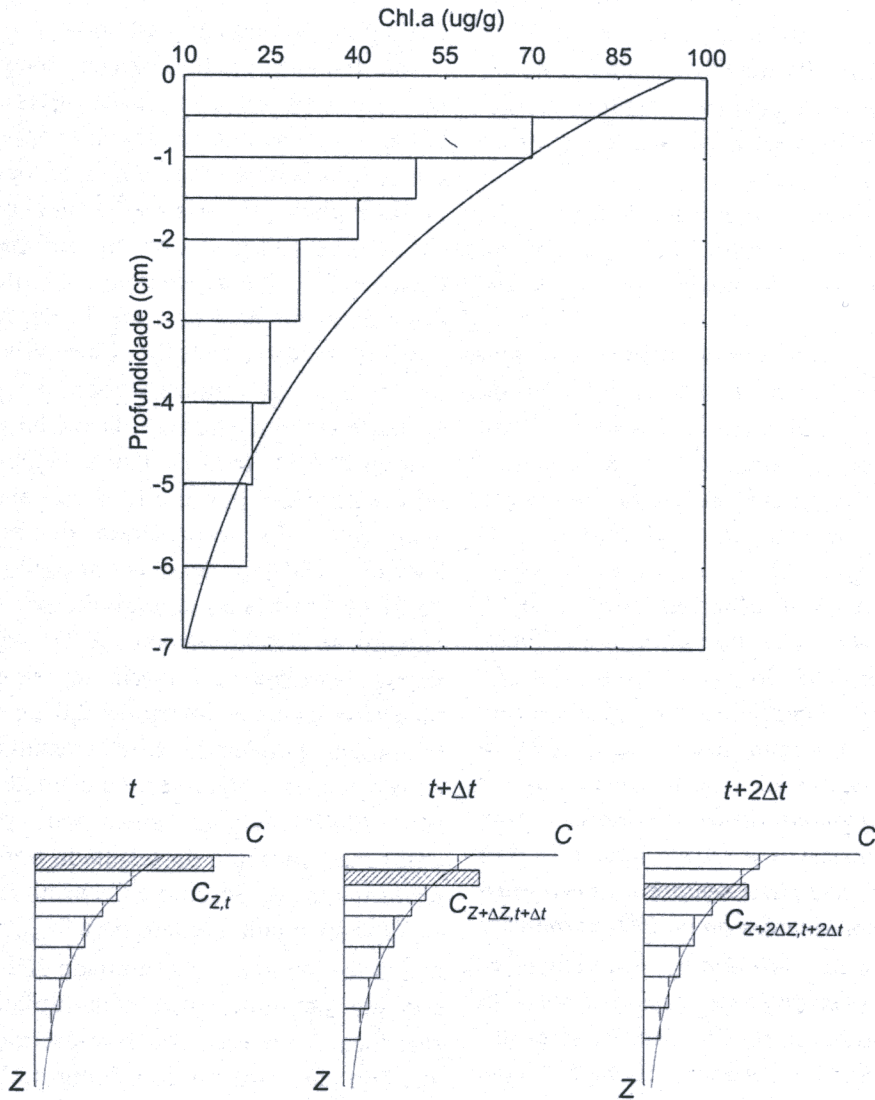 Chl.a (ug/g)
10 25 40 55 70 85 100
0
-1
-2
-3
-4
-5
-6
-7
Profundidade (cm)
t t+Δt t+2Δt
C C C
C_{Z,t} C_{Z+ΔZ,t+Δt} C_{Z+2ΔZ,t+2Δt}
Z Z Z